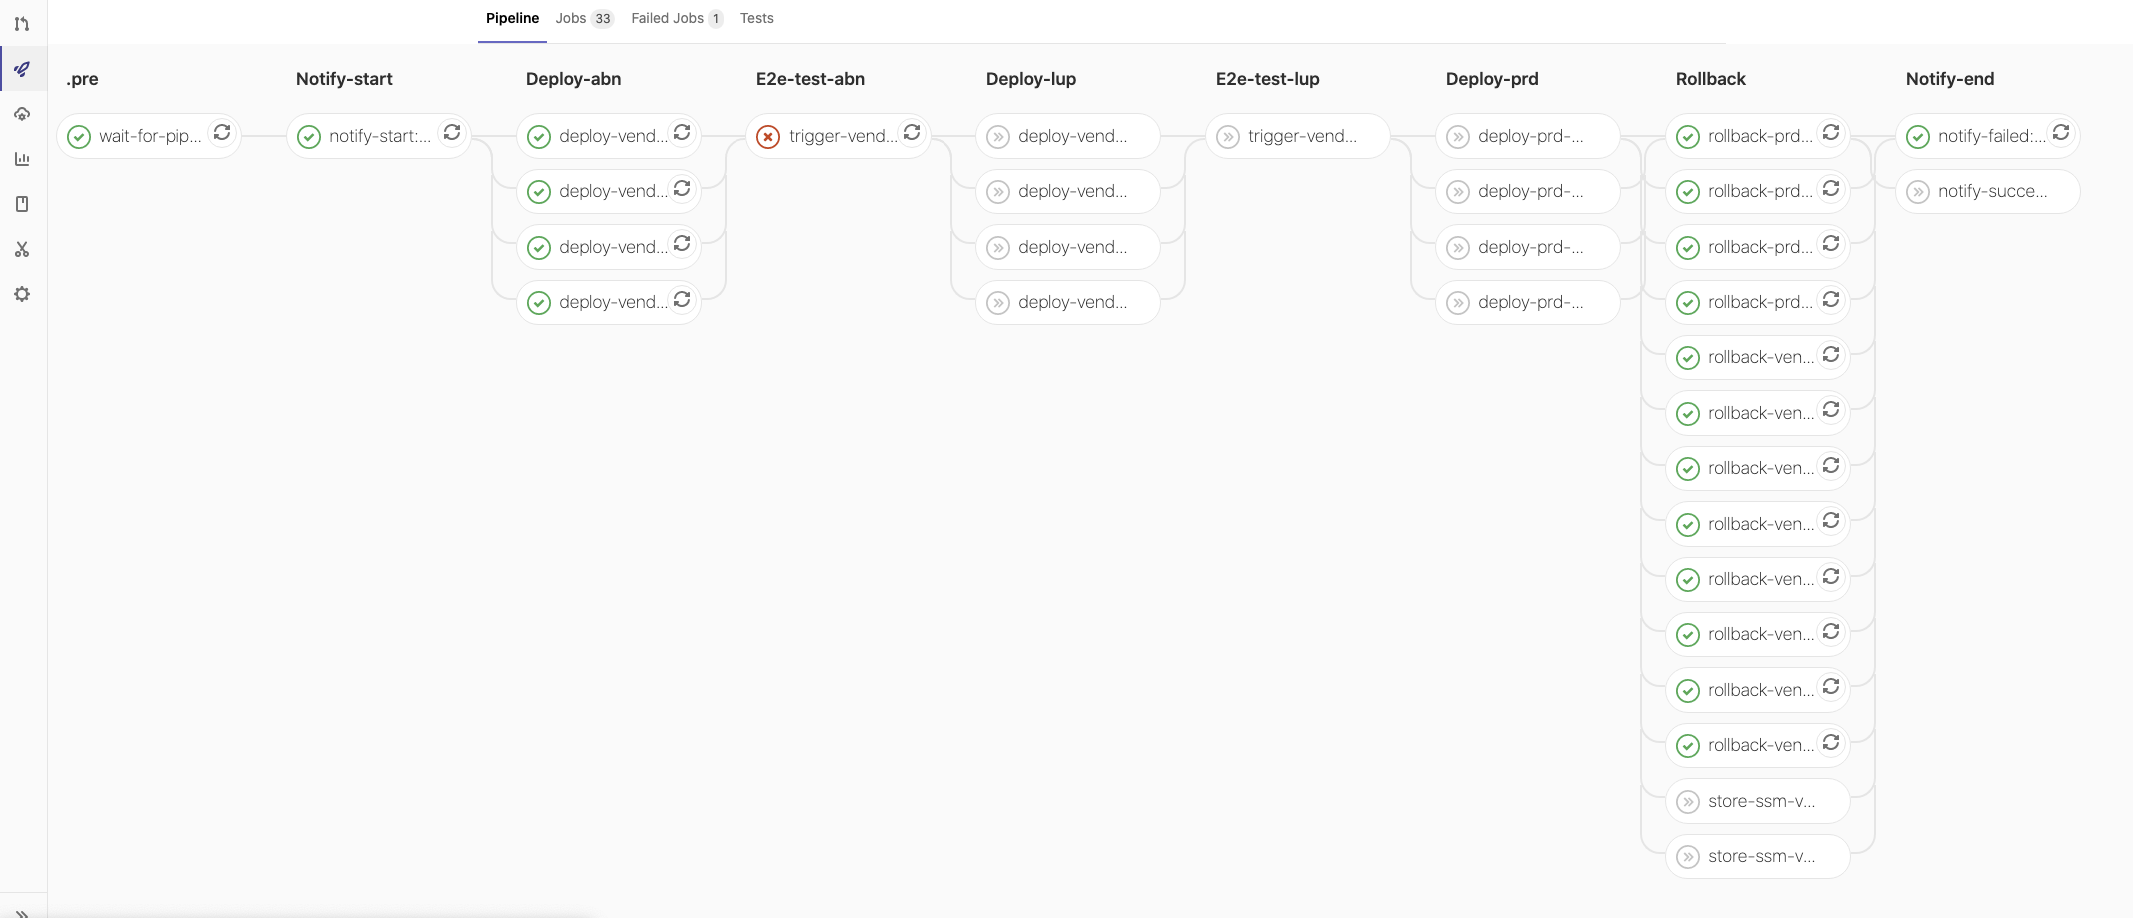 Pipeline Jobs 33 Failed Jobs 1 Tests
.pre
wait-for-pip...
Notify-start
notify-start:...
Deploy-abn
deploy-vend...
deploy-vend...
deploy-vend...
deploy-vend...
E2e-test-abn
trigger-vend...
Deploy-lup
deploy-vend...
deploy-vend...
deploy-vend...
deploy-vend...
E2e-test-lup
trigger-vend...
Deploy-prd
deploy-prd-...
deploy-prd-...
deploy-prd-...
deploy-prd-...
Rollback
rollback-prd...
rollback-prd...
rollback-prd...
rollback-prd...
rollback-ven...
rollback-ven...
rollback-ven...
rollback-ven...
rollback-ven...
rollback-ven...
rollback-ven...
rollback-ven...
store-ssm-v...
store-ssm-v...
Notify-end
notify-failed:...
notify-succe...